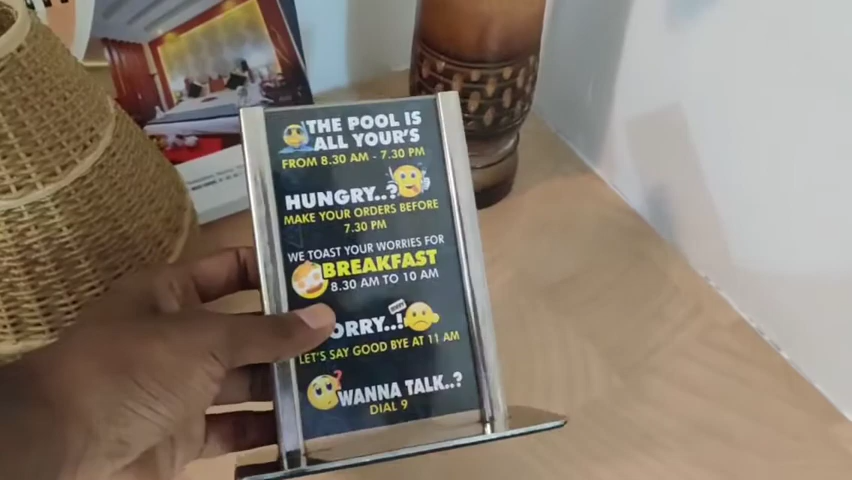 THE POOL IS
ALL YOUR'S
FROM 8.30 AM - 7.30 PM
HUNGRY..?
MAKE YOUR ORDERS BEFORE
7.30 PM
WE TOAST YOUR WORRIES FOR
BREAKFAST
8.30 AM TO 10 AM
ORRY..!
LET'S SAY GOOD BYE AT 11 AM
WANNA TALK..?
DIAL 9